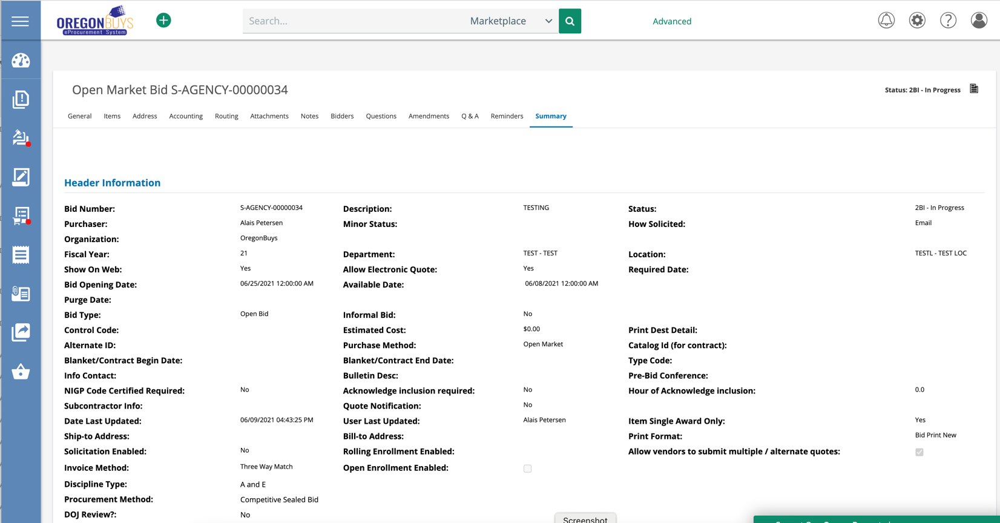 OREGONBUYS
eProcurement System
Search...
Marketplace
Advanced
Open Market Bid S-AGENCY-00000034
Status: 2BI - In Progress
General Items Address Accounting Routing Attachments Notes Bidders Questions Amendments Q & A Reminders Summary
Header Information
Bid Number: S-AGENCY-00000034 Description: TESTING Status: 2BI - In Progress
Purchaser: Alais Petersen Minor Status: How Solicited: Email
Organization: OregonBuys
Fiscal Year: 21 Department: TEST - TEST Location: TESTL - TEST LOC
Show On Web: Yes Allow Electronic Quote: Yes Required Date:
Bid Opening Date: 06/25/2021 12:00:00 AM Available Date: 06/08/2021 12:00:00 AM
Purge Date:
Bid Type: Open Bid Informal Bid: No
Control Code: Estimated Cost: $0.00 Print Dest Detail:
Alternate ID: Purchase Method: Open Market Catalog Id (for contract):
Blanket/Contract Begin Date: Blanket/Contract End Date: Type Code:
Info Contact: Bulletin Desc: Pre-Bid Conference:
NIGP Code Certified Required: No Acknowledge inclusion required: No Hour of Acknowledge inclusion: 0.0
Subcontractor Info: Quote Notification: No
Date Last Updated: 06/09/2021 04:43:25 PM User Last Updated: Alais Petersen Item Single Award Only: Yes
Ship-to Address: Bill-to Address: Print Format: Bid Print New
Solicitation Enabled: No Rolling Enrollment Enabled: Allow vendors to submit multiple / alternate quotes:
Invoice Method: Three Way Match Open Enrollment Enabled:
Discipline Type: A and E
Procurement Method: Competitive Sealed Bid
DOJ Review?: No
Screenshot